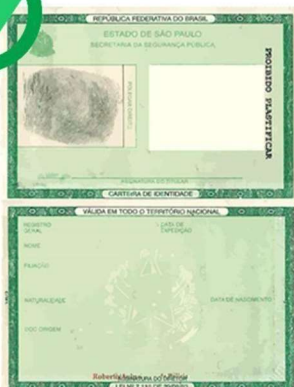 REPÚBLICA FEDERATIVA DO BRASIL
ESTADO DE SÃO PAULO
SECRETARIA DA SEGURANÇA PÚBLICA
PROIBIDO PLASTIFICAR
POLEGAR DIREITO
ASSINATURA DO TITULAR
CARTEIRA DE IDENTIDADE
VÁLIDA EM TODO O TERRITÓRIO NACIONAL
REGISTRO GERAL
DATA DE EXPEDIÇÃO
NOME
FILIAÇÃO
NATURALIDADE
DATA DE NASCIMENTO
DOC ORIGEM
ASSINATURA DO DIRETOR